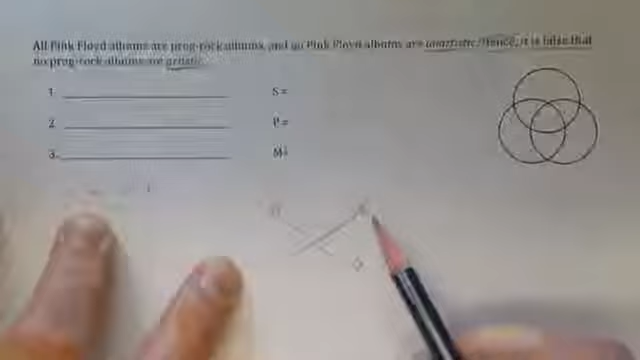 All Pink Floyd albums are prog-rock albums, and no Pink Floyd albums are inartistic. Hence, it is false that
no prog-rock albums are artistic.
1.
S =
2.
P =
3.
M=